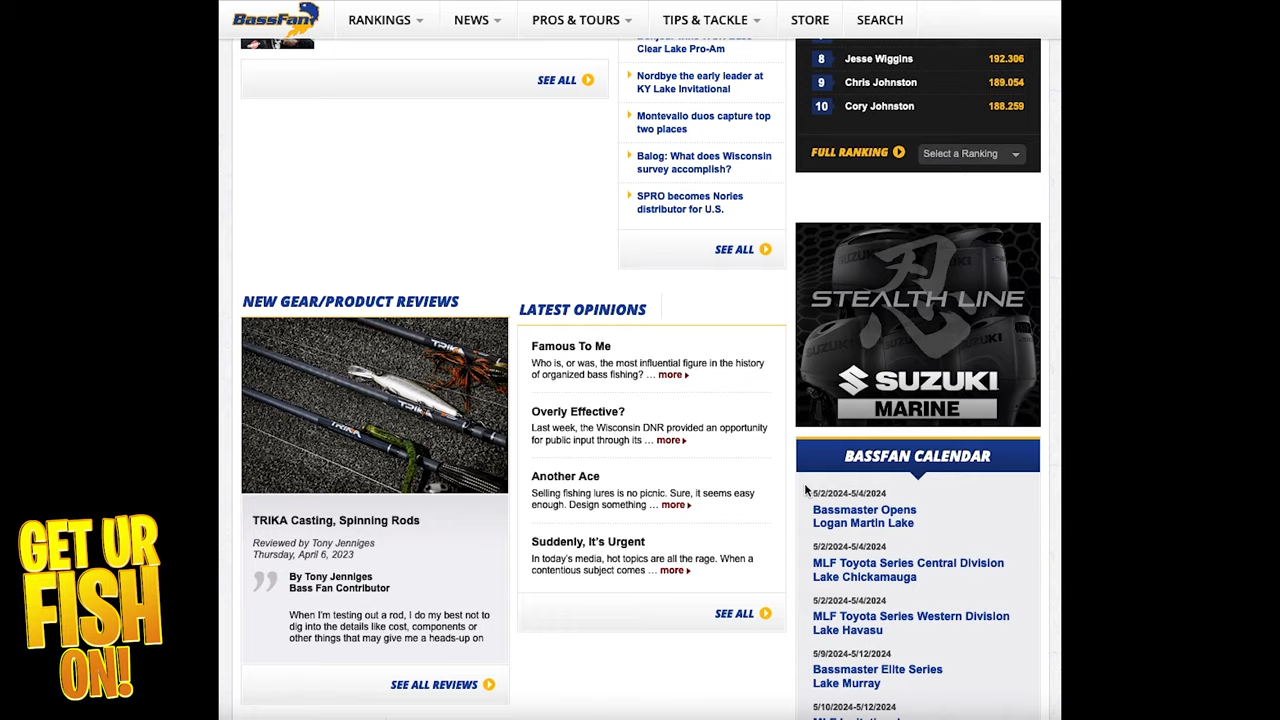 BassFan
RANKINGS
NEWS
PROS & TOURS
TIPS & TACKLE
STORE
SEARCH
SEE ALL
Clear Lake Pro-Am
Nordbye the early leader at
KY Lake Invitational
Montevallo duos capture top
two places
Balog: What does Wisconsin
survey accomplish?
SPRO becomes Nories
distributor for U.S.
SEE ALL
8 Jesse Wiggins 192.306
9 Chris Johnston 189.054
10 Cory Johnston 188.259
FULL RANKING
Select a Ranking
忍
STEALTH LINE
SUZUKI
MARINE
NEW GEAR/PRODUCT REVIEWS
TRIKA
TRIKA
TRIKA
TRIKA Casting, Spinning Rods
Reviewed by Tony Jenniges
Thursday, April 6, 2023
By Tony Jenniges
Bass Fan Contributor
When I'm testing out a rod, I do my best not to
dig into the details like cost, components or
other things that may give me a heads-up on
SEE ALL REVIEWS
LATEST OPINIONS
Famous To Me
Who is, or was, the most influential figure in the history
of organized bass fishing? ... more
Overly Effective?
Last week, the Wisconsin DNR provided an opportunity
for public input through its ... more
Another Ace
Selling fishing lures is no picnic. Sure, it seems easy
enough. Design something ... more
Suddenly, It's Urgent
In today's media, hot topics are all the rage. When a
contentious subject comes ... more
SEE ALL
BASSFAN CALENDAR
5/2/2024-5/4/2024
Bassmaster Opens
Logan Martin Lake
5/2/2024-5/4/2024
MLF Toyota Series Central Division
Lake Chickamauga
5/2/2024-5/4/2024
MLF Toyota Series Western Division
Lake Havasu
5/9/2024-5/12/2024
Bassmaster Elite Series
Lake Murray
5/10/2024-5/12/2024
GET UR
FISH
ON!